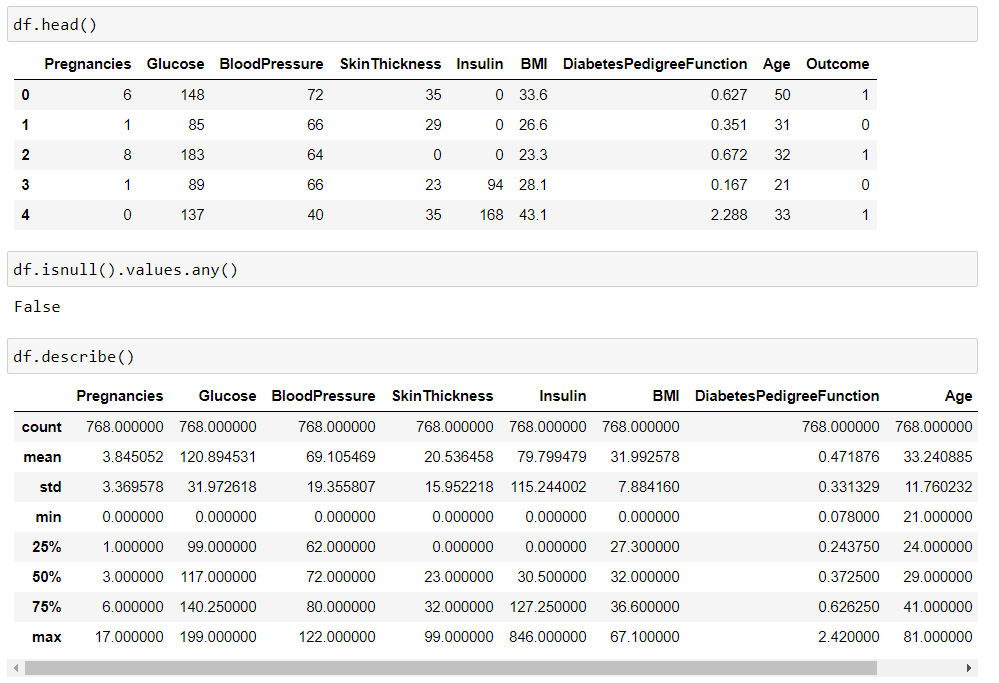 df.head()
Pregnancies Glucose BloodPressure SkinThickness Insulin BMI DiabetesPedigreeFunction Age Outcome
0 6 148 72 35 0 33.6 0.627 50 1
1 1 85 66 29 0 26.6 0.351 31 0
2 8 183 64 0 0 23.3 0.672 32 1
3 1 89 66 23 94 28.1 0.167 21 0
4 0 137 40 35 168 43.1 2.288 33 1
df.isnull().values.any()
False
df.describe()
Pregnancies Glucose BloodPressure SkinThickness Insulin BMI DiabetesPedigreeFunction Age
count 768.000000 768.000000 768.000000 768.000000 768.000000 768.000000 768.000000 768.000000
mean 3.845052 120.894531 69.105469 20.536458 79.799479 31.992578 0.471876 33.240885
std 3.369578 31.972618 19.355807 15.952218 115.244002 7.884160 0.331329 11.760232
min 0.000000 0.000000 0.000000 0.000000 0.000000 0.000000 0.078000 21.000000
25% 1.000000 99.000000 62.000000 0.000000 0.000000 27.300000 0.243750 24.000000
50% 3.000000 117.000000 72.000000 23.000000 30.500000 32.000000 0.372500 29.000000
75% 6.000000 140.250000 80.000000 32.000000 127.250000 36.600000 0.626250 41.000000
max 17.000000 199.000000 122.000000 99.000000 846.000000 67.100000 2.420000 81.000000